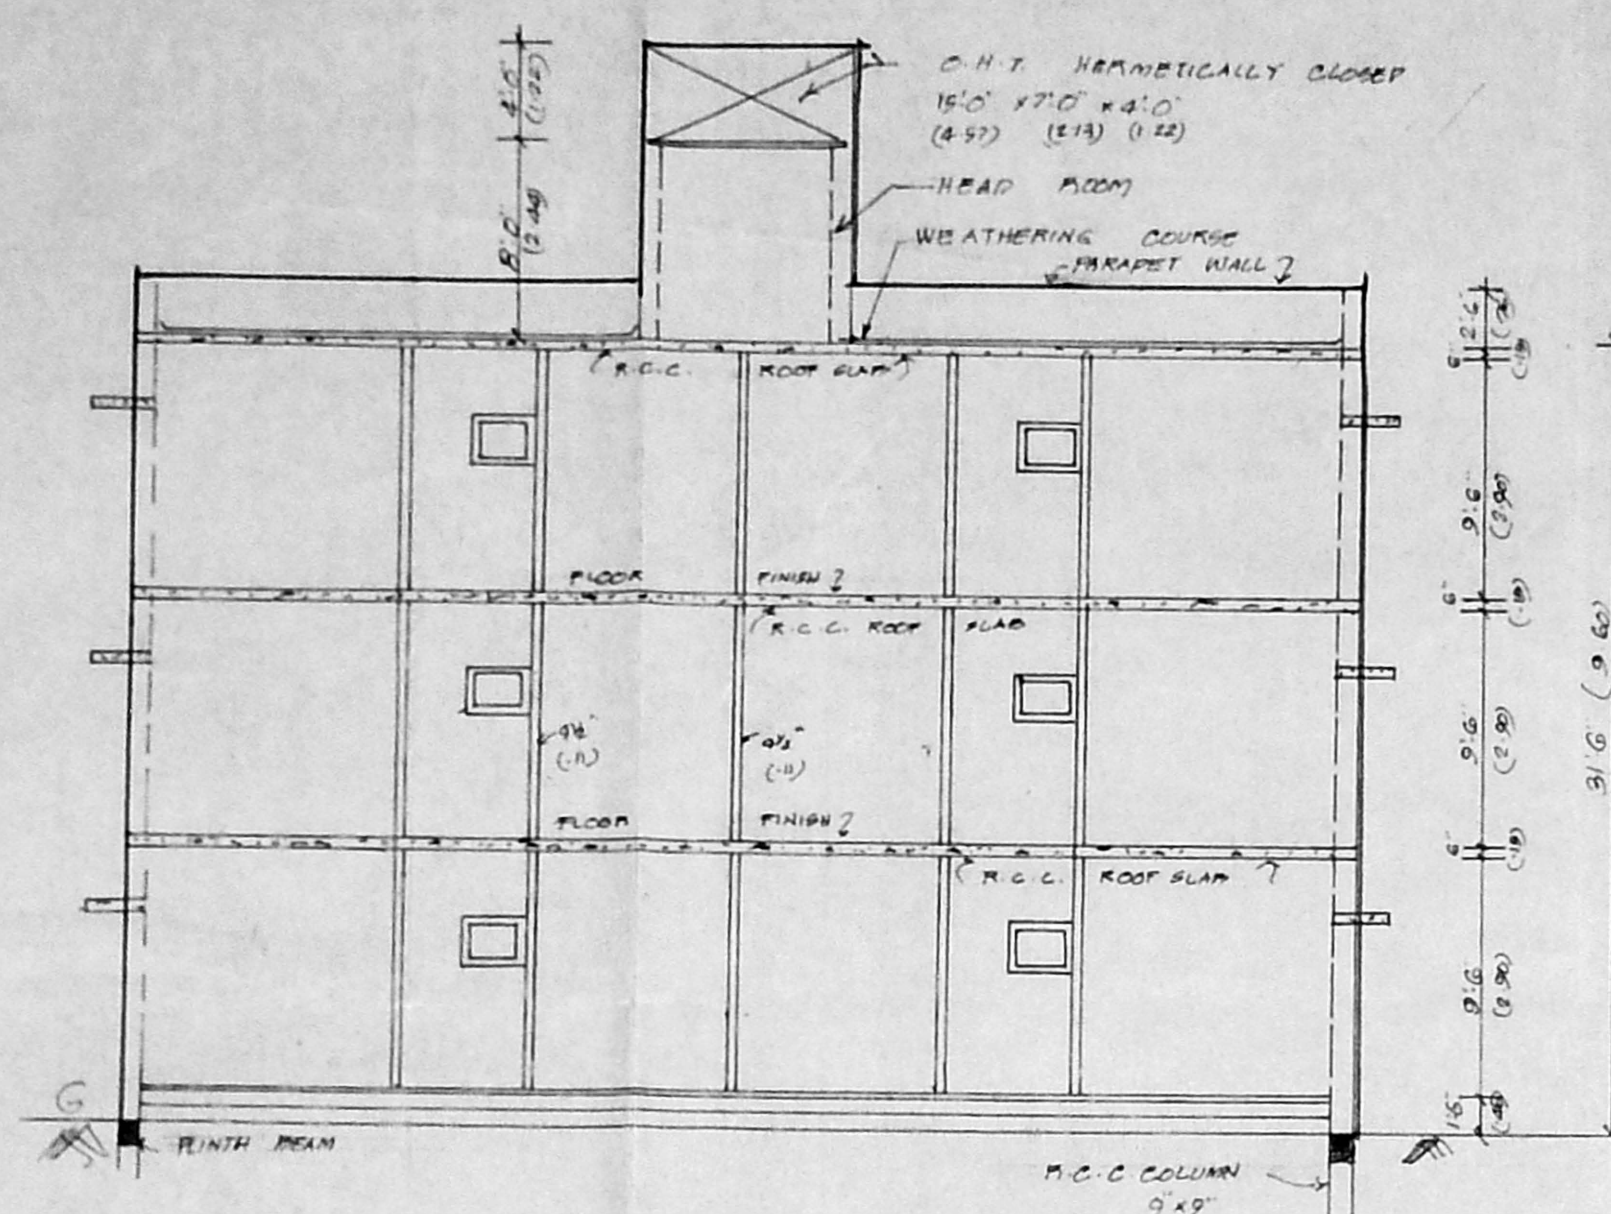 O.H.T. HERMETICALLY CLOSED
15'0" x 7'0" x 4'0"
(4.57) (2.13) (1.22)
HEAD ROOM
WEATHERING COURSE
PARAPET WALL
4'0"
(1.22)
8'0"
(2.44)
R.C.C. ROOF SLAB
FLOOR FINISH
R.C.C. ROOF SLAB
4½"
(.11)
4½"
(.11)
FLOOR FINISH
R.C.C. ROOF SLAB
2'6"
6"
9'6"
(2.90)
6"
9'6"
(2.90)
6"
9'6"
(2.90)
1'6"
31'6" (9.60)
G
PLINTH BEAM
R.C.C COLUMN
9"x9"